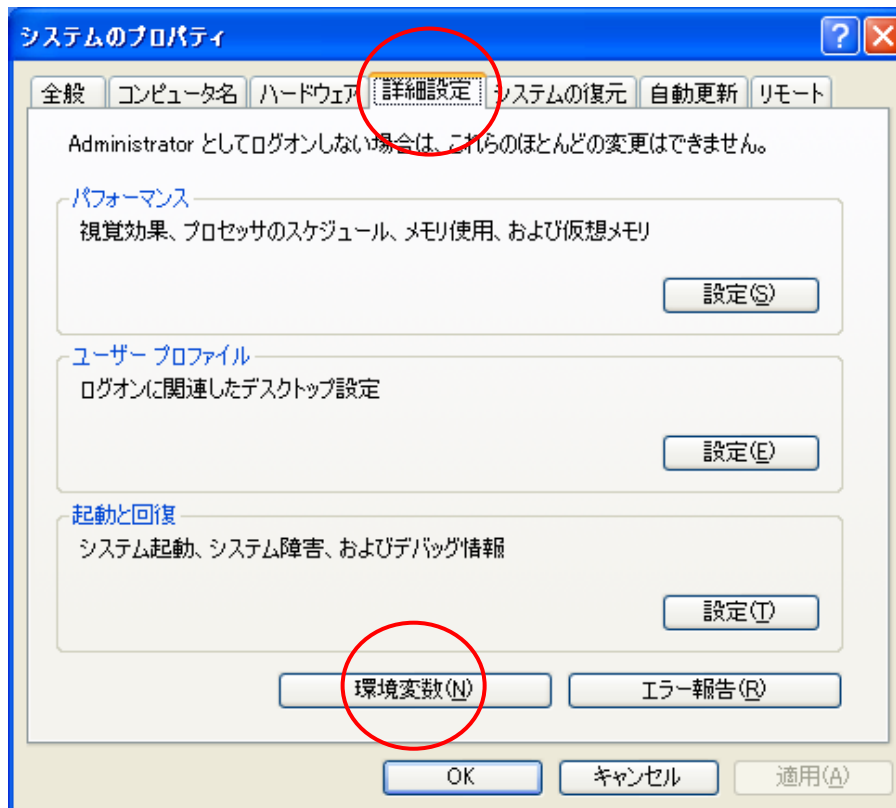 システムのプロパティ
全般 コンピュータ名 ハードウェア 詳細設定 システムの復元 自動更新 リモート
Administrator としてログオンしない場合は、これらのほとんどの変更はできません。
パフォーマンス
視覚効果、プロセッサのスケジュール、メモリ使用、および仮想メモリ
設定(S)
ユーザー プロファイル
ログオンに関連したデスクトップ設定
設定(E)
起動と回復
システム起動、システム障害、およびデバッグ情報
設定(T)
環境変数(N) エラー報告(R)
OK キャンセル 適用(A)